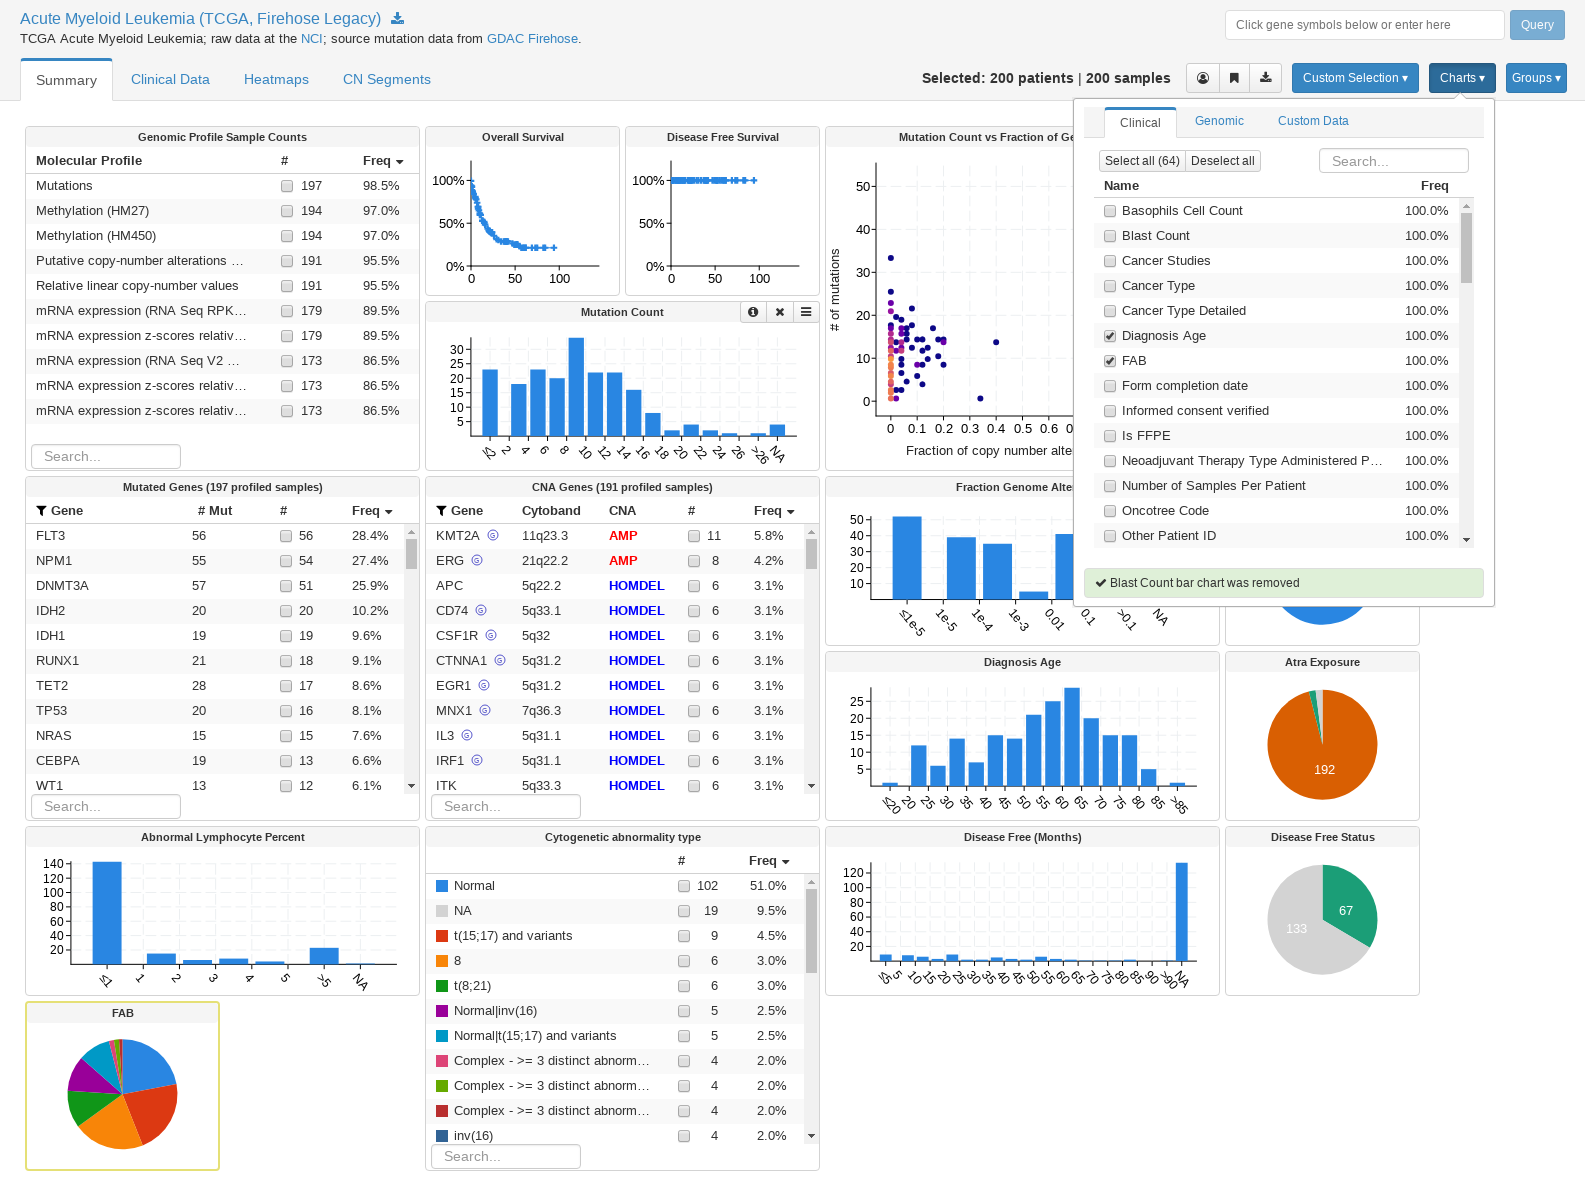 Acute Myeloid Leukemia (TCGA, Firehose Legacy)
TCGA Acute Myeloid Leukemia; raw data at the NCI; source mutation data from GDAC Firehose.
Click gene symbols below or enter here
Query
Summary Clinical Data Heatmaps CN Segments
Selected: 200 patients | 200 samples
Custom Selection ▾ Charts ▾ Groups ▾
Genomic Profile Sample Counts
Molecular Profile # Freq
Mutations 197 98.5%
Methylation (HM27) 194 97.0%
Methylation (HM450) 194 97.0%
Putative copy-number alterations … 191 95.5%
Relative linear copy-number values 191 95.5%
mRNA expression (RNA Seq RPK… 179 89.5%
mRNA expression z-scores relativ… 179 89.5%
mRNA expression (RNA Seq V2 … 173 86.5%
mRNA expression z-scores relativ… 173 86.5%
mRNA expression z-scores relativ… 173 86.5%
Search...
Overall Survival
100%
50%
0%
0 50 100
Disease Free Survival
100%
50%
0%
0 50 100
Mutation Count
30
25
20
15
10
5
≤2 2 4 6 8 10 12 14 16 18 20 22 24 26 >26 NA
Mutation Count vs Fraction of Ge
# of mutations
50
40
30
20
10
0
0 0.1 0.2 0.3 0.4 0.5 0.6 0
Fraction of copy number alter
Clinical Genomic Custom Data
Select all (64) Deselect all
Search...
Name Freq
Basophils Cell Count 100.0%
Blast Count 100.0%
Cancer Studies 100.0%
Cancer Type 100.0%
Cancer Type Detailed 100.0%
Diagnosis Age 100.0%
FAB 100.0%
Form completion date 100.0%
Informed consent verified 100.0%
Is FFPE 100.0%
Neoadjuvant Therapy Type Administered P… 100.0%
Number of Samples Per Patient 100.0%
Oncotree Code 100.0%
Other Patient ID 100.0%
Blast Count bar chart was removed
Mutated Genes (197 profiled samples)
Gene # Mut # Freq
FLT3 56 56 28.4%
NPM1 55 54 27.4%
DNMT3A 57 51 25.9%
IDH2 20 20 10.2%
IDH1 19 19 9.6%
RUNX1 21 18 9.1%
TET2 28 17 8.6%
TP53 20 16 8.1%
NRAS 15 15 7.6%
CEBPA 19 13 6.6%
WT1 13 12 6.1%
Search...
CNA Genes (191 profiled samples)
Gene Cytoband CNA # Freq
KMT2A G 11q23.3 AMP 11 5.8%
ERG G 21q22.2 AMP 8 4.2%
APC 5q22.2 HOMDEL 6 3.1%
CD74 G 5q33.1 HOMDEL 6 3.1%
CSF1R G 5q32 HOMDEL 6 3.1%
CTNNA1 G 5q31.2 HOMDEL 6 3.1%
EGR1 G 5q31.2 HOMDEL 6 3.1%
MNX1 G 7q36.3 HOMDEL 6 3.1%
IL3 G 5q31.1 HOMDEL 6 3.1%
IRF1 G 5q31.1 HOMDEL 6 3.1%
ITK 5q33.3 HOMDEL 6 3.1%
Search...
Fraction Genome Alter
50
40
30
20
10
≤1e-5 1e-5 1e-4 1e-3 0.01 0.1 >0.1 NA
Diagnosis Age
25
20
15
10
5
≤20 20 25 30 35 40 45 50 55 60 65 70 75 80 85 >85
Atra Exposure
192
Abnormal Lymphocyte Percent
140
120
100
80
60
40
20
≤1 1 2 3 4 5 >5 NA
Cytogenetic abnormality type
# Freq
Normal 102 51.0%
NA 19 9.5%
t(15;17) and variants 9 4.5%
8 6 3.0%
t(8;21) 6 3.0%
Normal|inv(16) 5 2.5%
Normal|t(15;17) and variants 5 2.5%
Complex - >= 3 distinct abnorm… 4 2.0%
Complex - >= 3 distinct abnorm… 4 2.0%
Complex - >= 3 distinct abnorm… 4 2.0%
inv(16) 4 2.0%
Search...
Disease Free (Months)
120
100
80
60
40
20
≤5 5 10 15 20 25 30 35 40 45 50 55 60 65 70 75 80 85 90 >90 NA
Disease Free Status
67
133
FAB